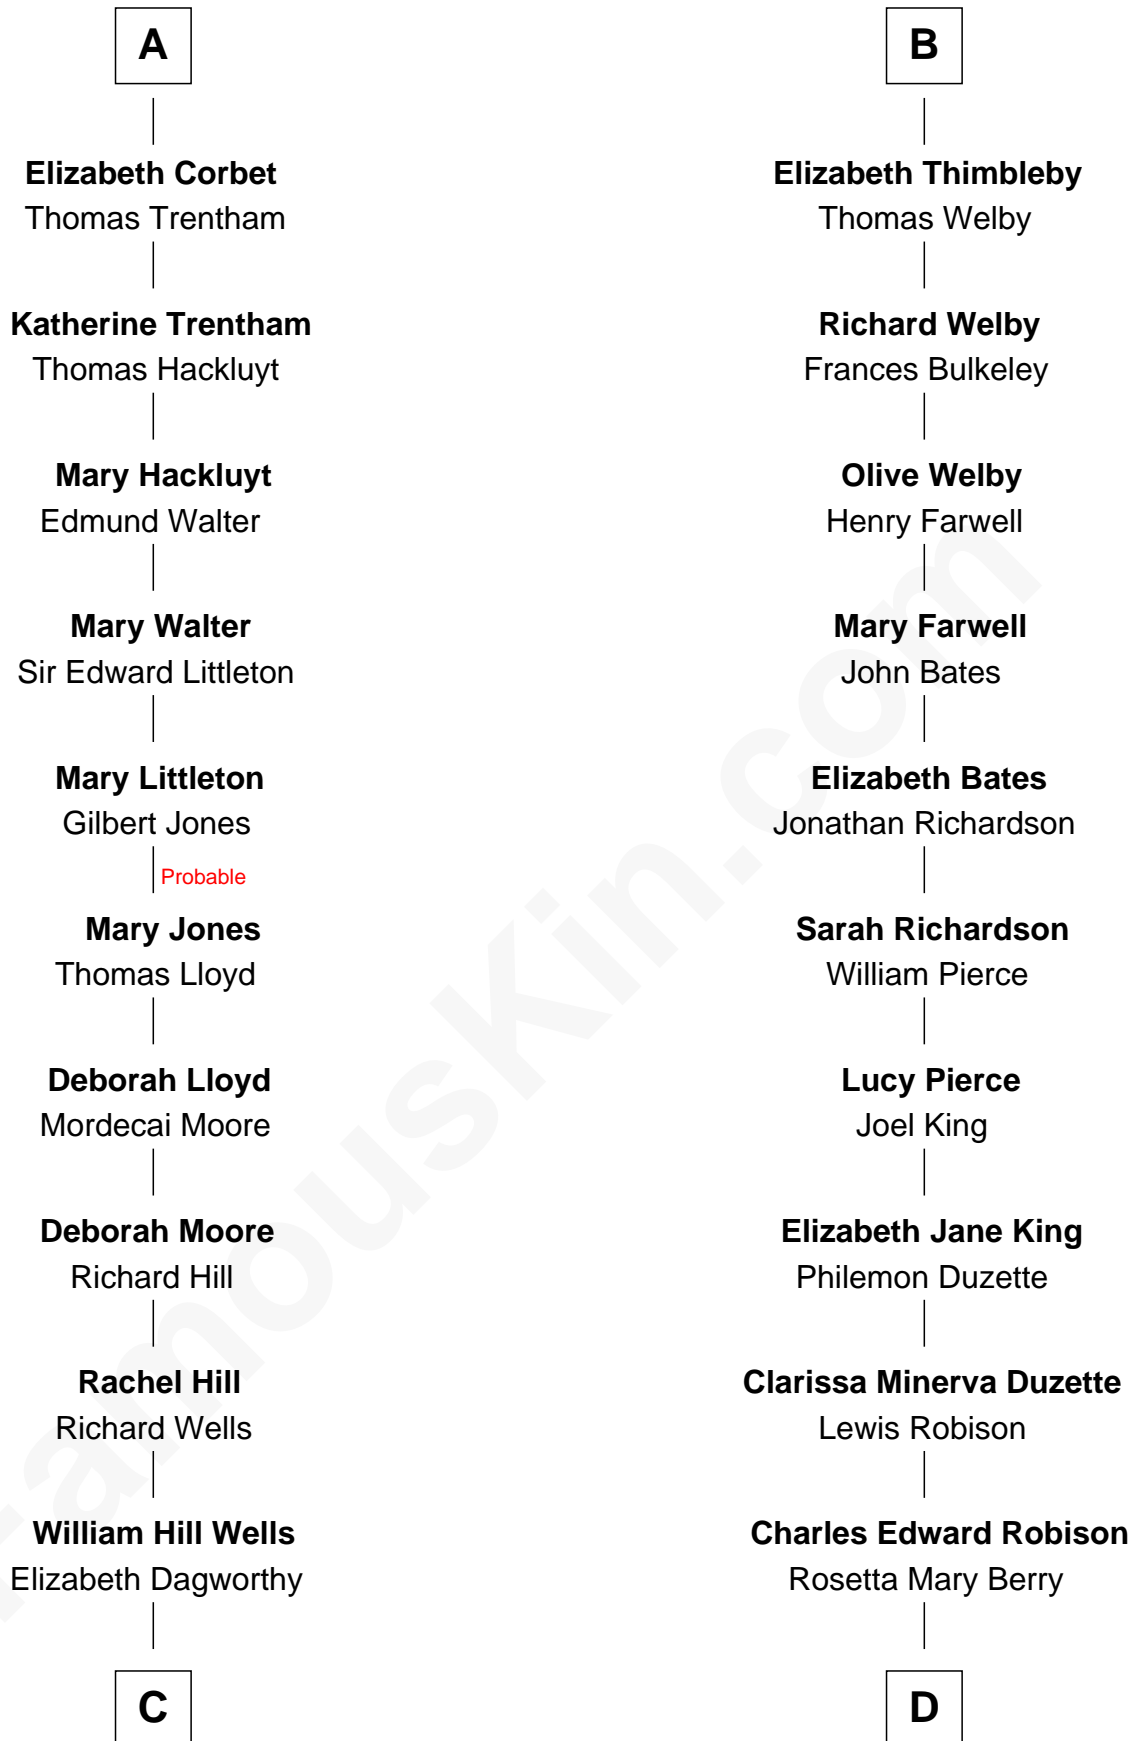 A
Elizabeth Corbet
Thomas Trentham
Katherine Trentham
Thomas Hackluyt
Mary Hackluyt
Edmund Walter
Mary Walter
Sir Edward Littleton
Mary Littleton
Gilbert Jones
Probable
Mary Jones
Thomas Lloyd
Deborah Lloyd
Mordecai Moore
Deborah Moore
Richard Hill
Rachel Hill
Richard Wells
William Hill Wells
Elizabeth Dagworthy
C
B
Elizabeth Thimbleby
Thomas Welby
Richard Welby
Frances Bulkeley
Olive Welby
Henry Farwell
Mary Farwell
John Bates
Elizabeth Bates
Jonathan Richardson
Sarah Richardson
William Pierce
Lucy Pierce
Joel King
Elizabeth Jane King
Philemon Duzette
Clarissa Minerva Duzette
Lewis Robison
Charles Edward Robison
Rosetta Mary Berry
D
FamousKin.com